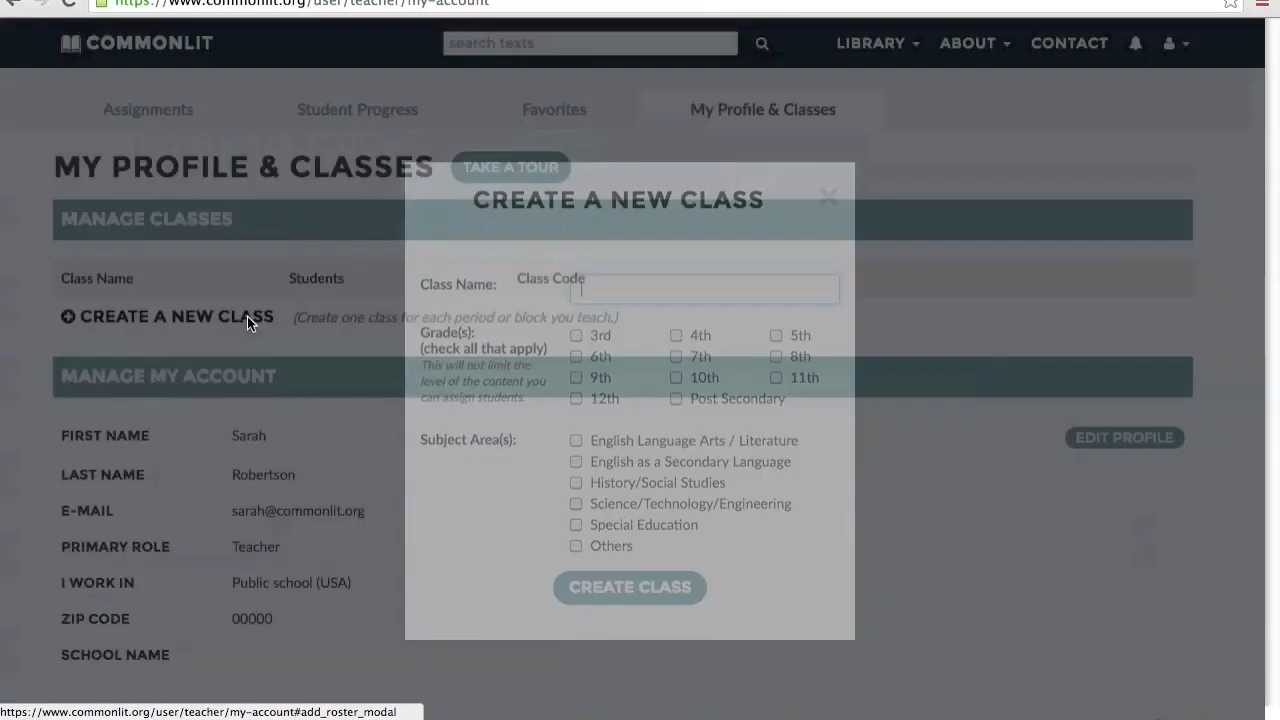 https://www.commonlit.org/user/teacher/my-account
COMMONLIT
search texts
LIBRARY
ABOUT
CONTACT
Assignments
Student Progress
Favorites
My Profile & Classes
MY PROFILE & CLASSES
TAKE A TOUR
MANAGE CLASSES
Class Name
Students
Class Code
CREATE A NEW CLASS
(Create one class for each period or block you teach.)
MANAGE MY ACCOUNT
FIRST NAME Sarah
LAST NAME Robertson
E-MAIL sarah@commonlit.org
PRIMARY ROLE Teacher
I WORK IN Public school (USA)
ZIP CODE 00000
SCHOOL NAME
EDIT PROFILE
CREATE A NEW CLASS
Class Name:
Grade(s):
(check all that apply)
This will not limit the
level of the content you
can assign students.
3rd 4th 5th
6th 7th 8th
9th 10th 11th
12th Post Secondary
Subject Area(s):
English Language Arts / Literature
English as a Secondary Language
History/Social Studies
Science/Technology/Engineering
Special Education
Others
CREATE CLASS
https://www.commonlit.org/user/teacher/my-account#add_roster_modal